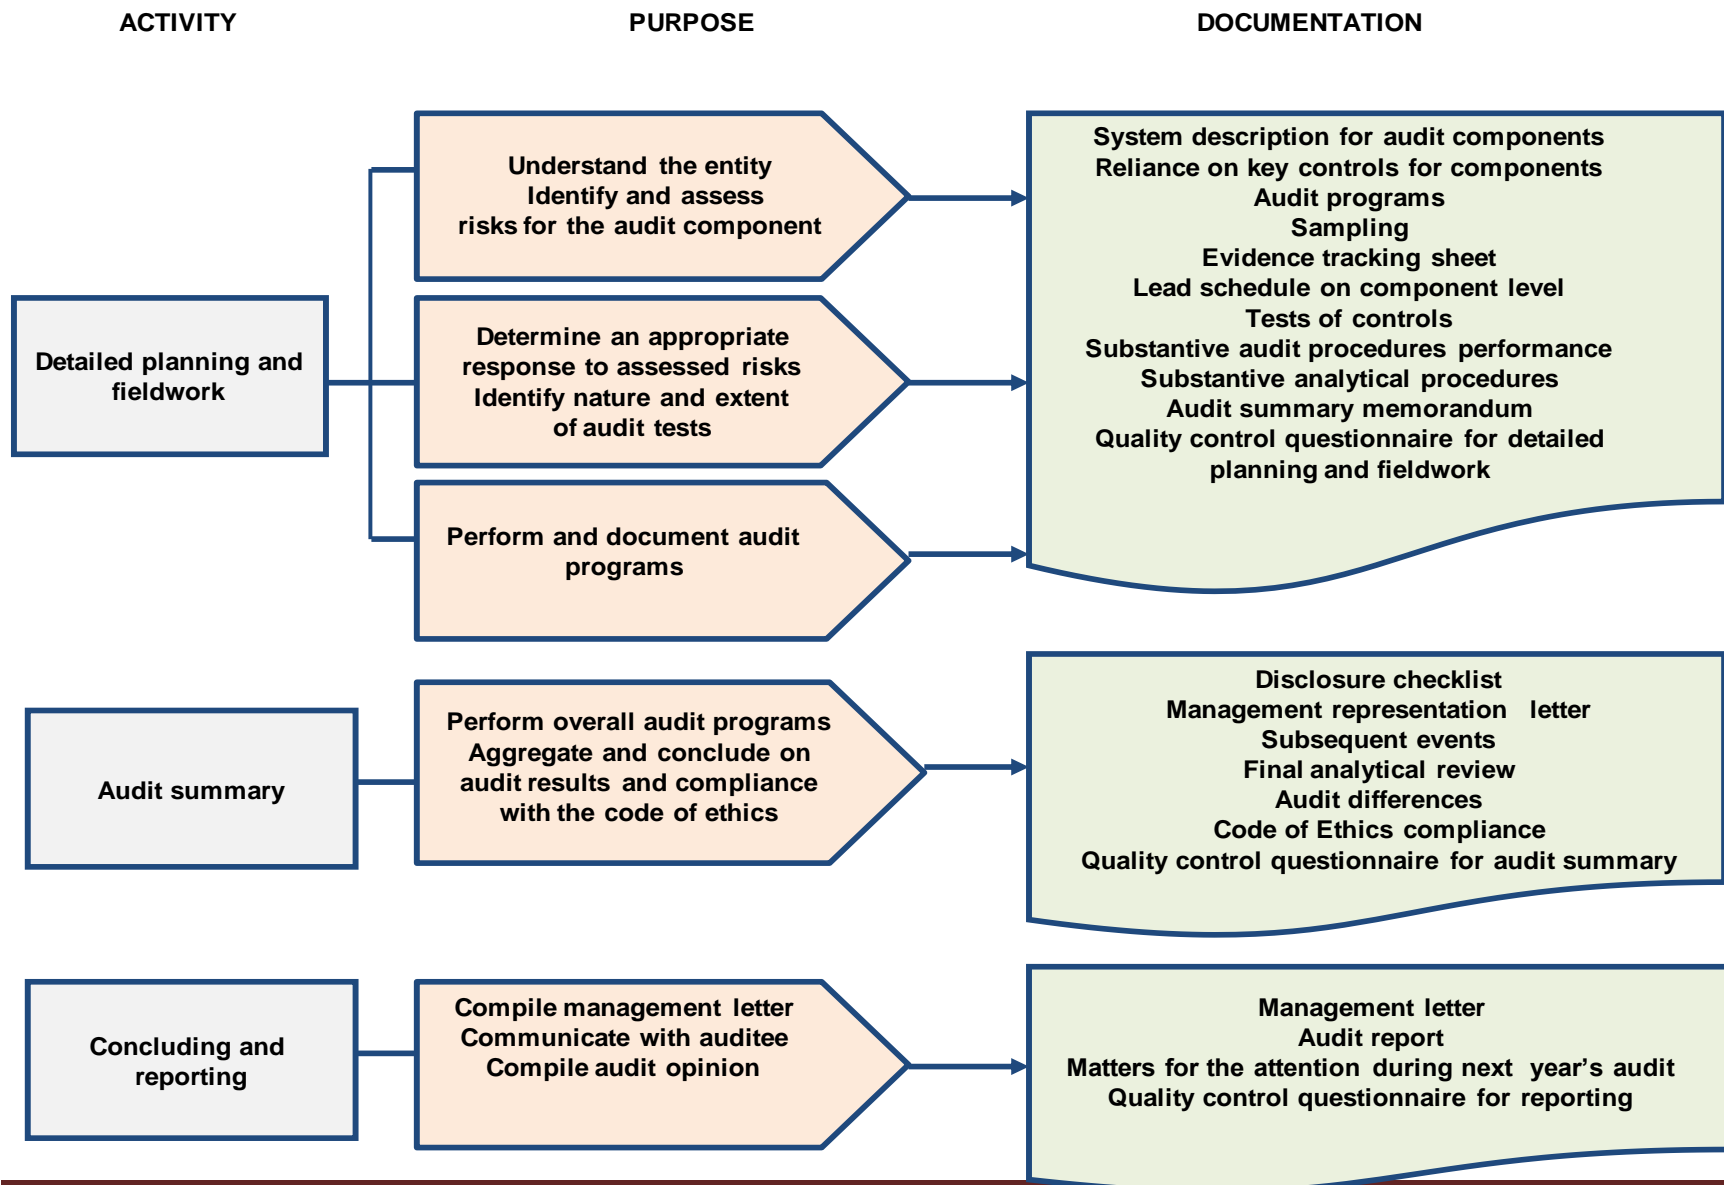 ACTIVITY
PURPOSE
DOCUMENTATION
Detailed planning and
fieldwork
Understand the entity
Identify and assess
risks for the audit component
Determine an appropriate
response to assessed risks
Identify nature and extent
of audit tests
Perform and document audit
programs
System description for audit components
Reliance on key controls for components
Audit programs
Sampling
Evidence tracking sheet
Lead schedule on component level
Tests of controls
Substantive audit procedures performance
Substantive analytical procedures
Audit summary memorandum
Quality control questionnaire for detailed
planning and fieldwork
Audit summary
Perform overall audit programs
Aggregate and conclude on
audit results and compliance
with the code of ethics
Disclosure checklist
Management representation letter
Subsequent events
Final analytical review
Audit differences
Code of Ethics compliance
Quality control questionnaire for audit summary
Concluding and
reporting
Compile management letter
Communicate with auditee
Compile audit opinion
Management letter
Audit report
Matters for the attention during next year’s audit
Quality control questionnaire for reporting